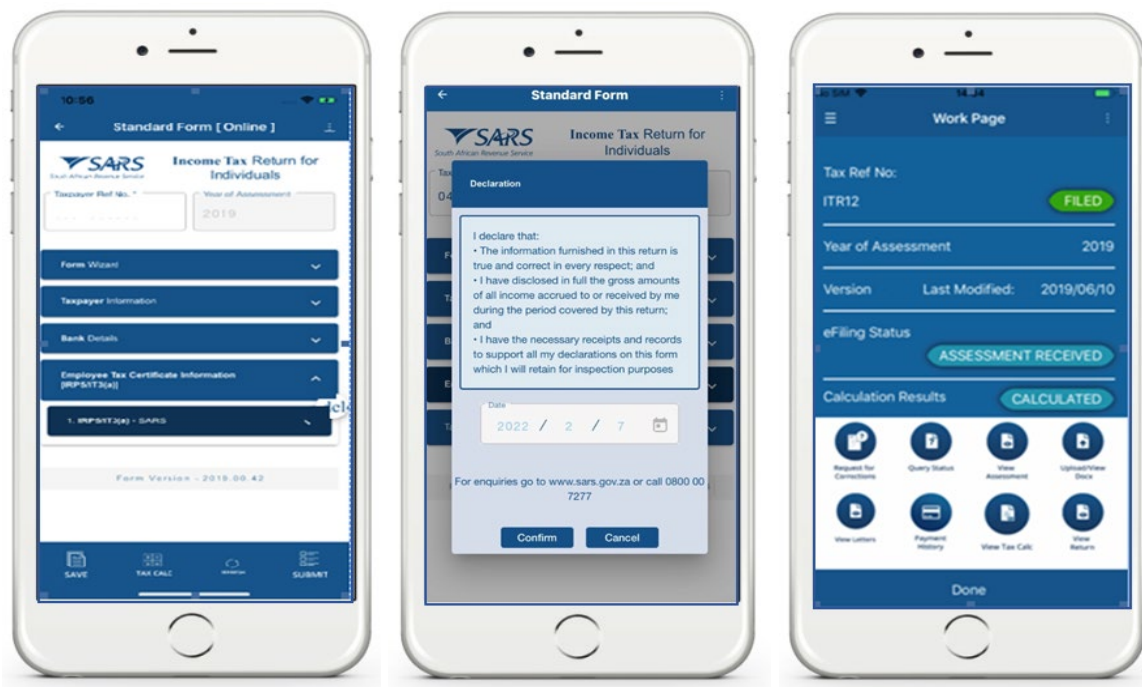 10:56
Standard Form [ Online ]
SARS
South African Revenue Service
Income Tax Return for
Individuals
Taxpayer Ref No. *
Year of Assessment
2019
Form Wizard
Taxpayer Information
Bank Details
Employee Tax Certificate Information
[IRP5/IT3(a)]
1. IRP5/IT3(a) - SARS
Form Version - 2019.00.42
SAVE
TAX CALC
SUBMIT
Standard Form
SARS
South African Revenue Service
Income Tax Return for
Individuals
Tax
04
Declaration
I declare that:
• The information furnished in this return is
true and correct in every respect; and
• I have disclosed in full the gross amounts
of all income accrued to or received by me
during the period covered by this return;
and
• I have the necessary receipts and records
to support all my declarations on this form
which I will retain for inspection purposes
Date
2022 / 2 / 7
For enquiries go to www.sars.gov.za or call 0800 00
7277
Confirm
Cancel
SIM
Work Page
Tax Ref No:
ITR12
FILED
Year of Assessment
2019
Version
Last Modified:
2019/06/10
eFiling Status
ASSESSMENT RECEIVED
Calculation Results
CALCULATED
Request for
Corrections
Query Status
View
Assessment
Upload/View
Docx
View Letters
Payment
History
View Tax Calc
View
Return
Done